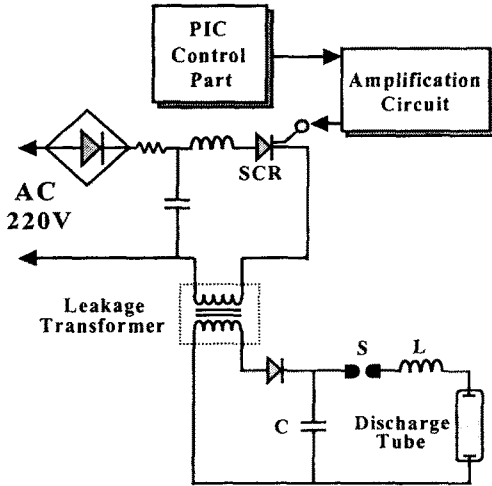 PIC
Control
Part
Amplification
Circuit
SCR
AC
220V
Leakage
Transformer
S
L
C
Discharge
Tube